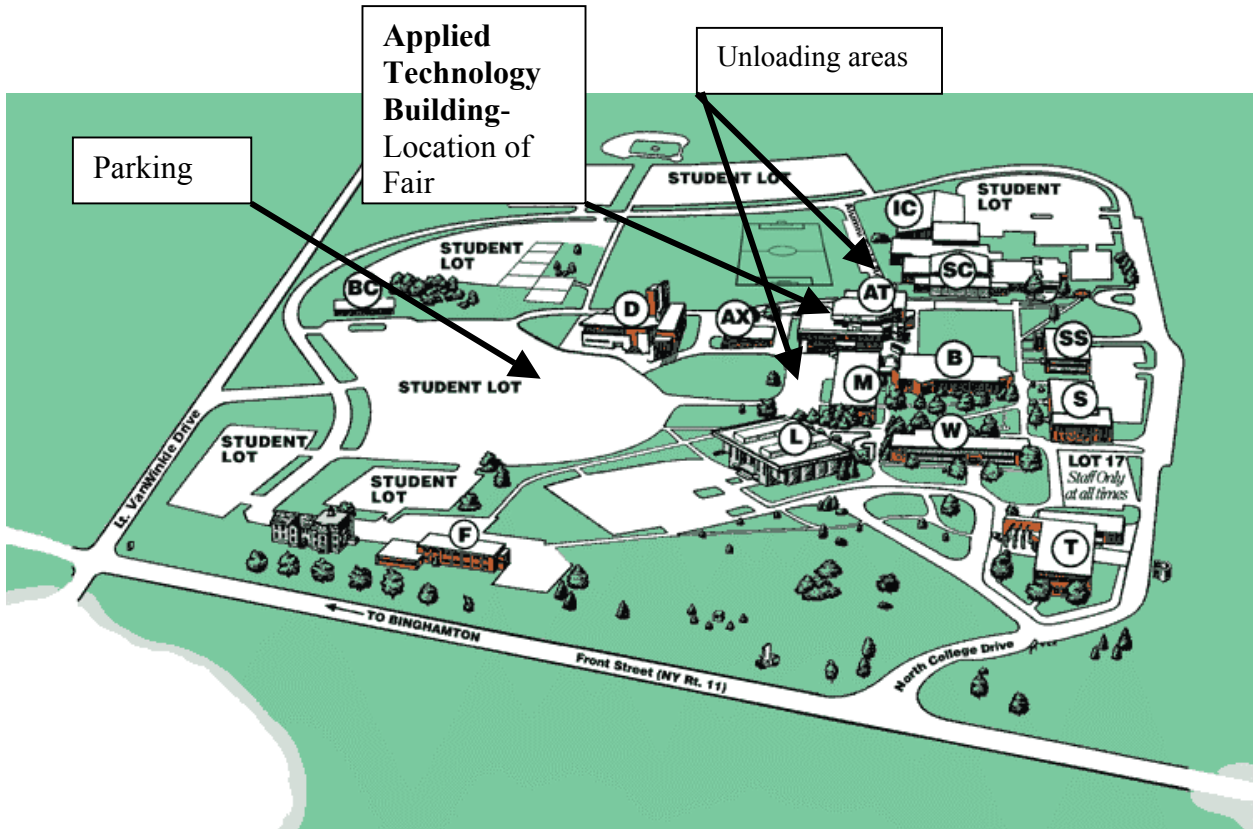 Applied
Technology
Building-
Location of
Fair
Unloading areas
Parking
STUDENT LOT
STUDENT
LOT
IC
STUDENT
LOT
SC
BC
AT
D
AX
SS
B
STUDENT LOT
M
S
L
W
STUDENT
LOT
LOT 17
Staff Only
at all times
STUDENT
LOT
Lt. VanWinkle Drive
F
T
TO BINGHAMTON
Front Street (NY Rt. 11)
North College Drive